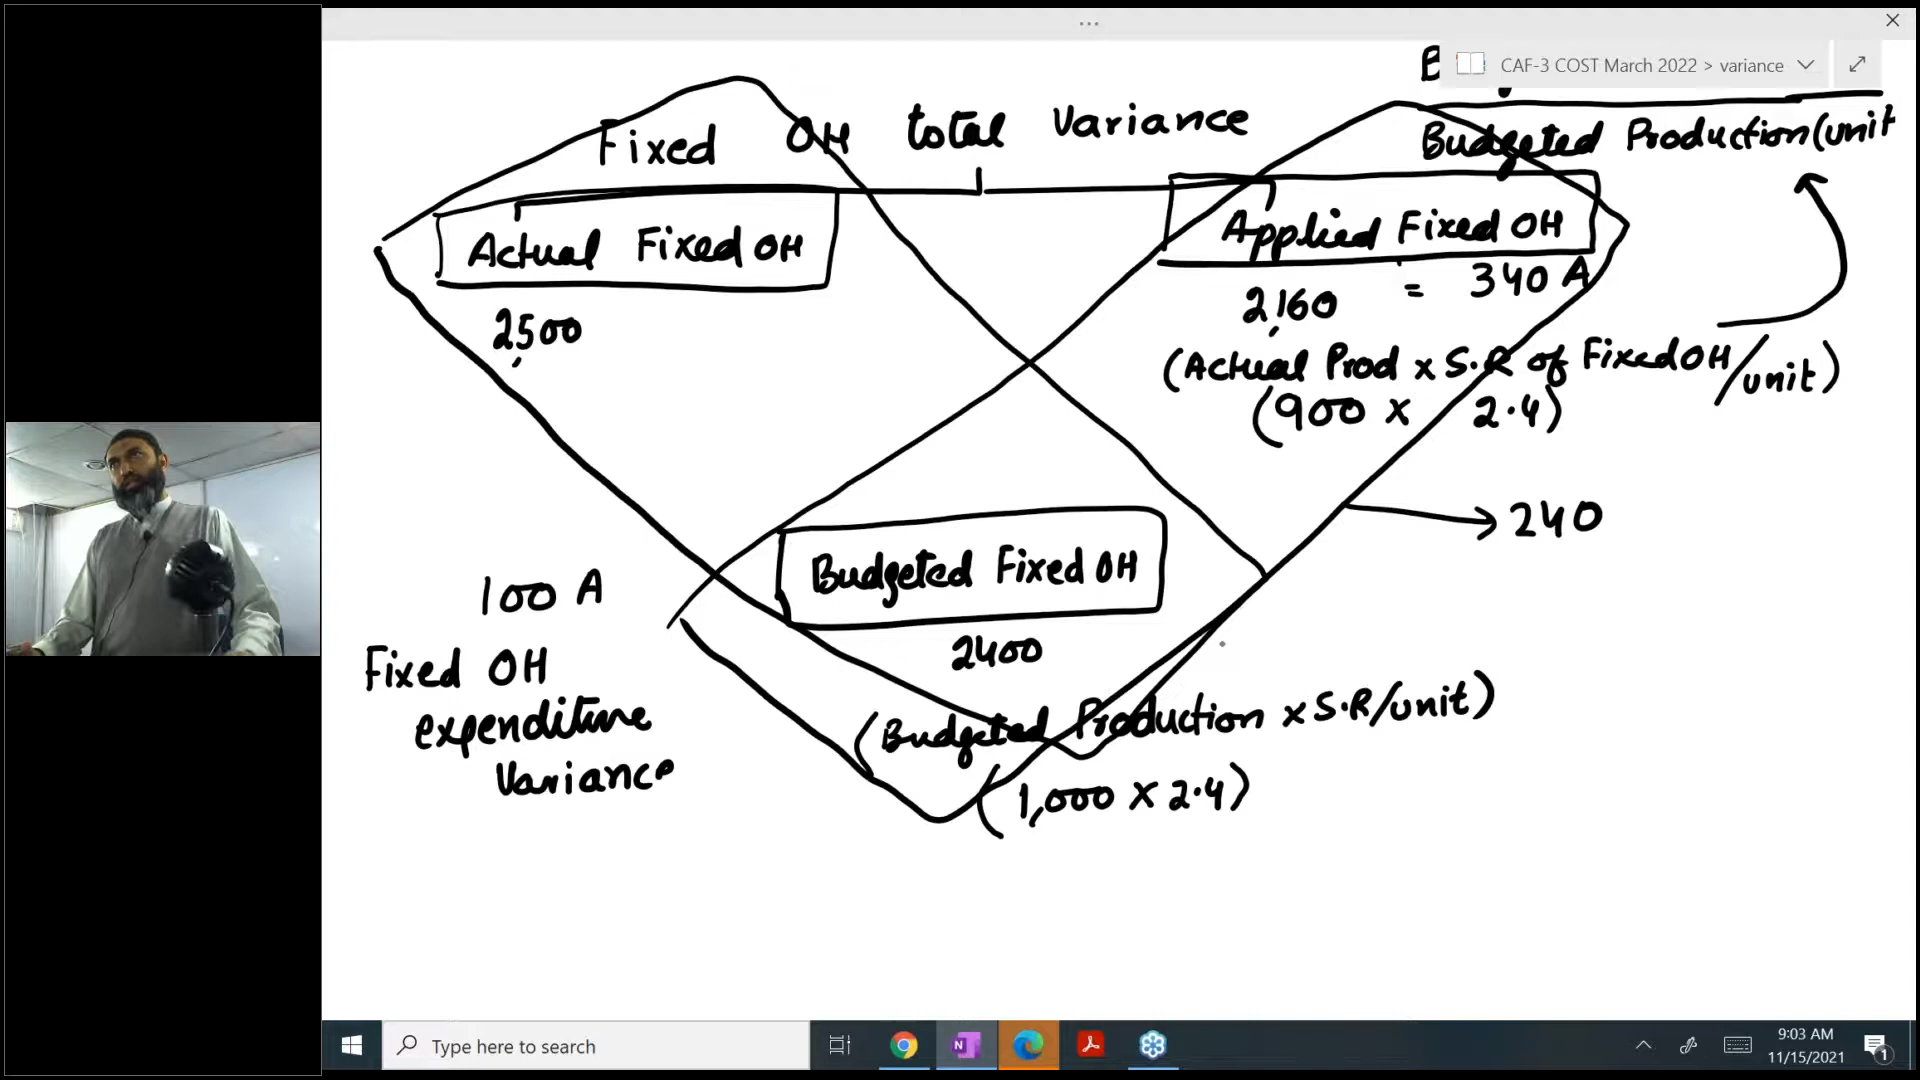 ...
CAF-3 COST March 2022 > variance
Fixed OH total Variance
Budgeted Production(unit
Actual Fixed OH
Applied Fixed OH
2,500
2,160 = 340 A
(Actual Prod x S.R of Fixed OH/unit)
(900 x 2.4)
240
Budgeted Fixed OH
2400
100 A
Fixed OH
expenditure
Variance
(Budgeted Production x S.R/unit)
(1,000 x 2.4)
Type here to search
9:03 AM
11/15/2021
1